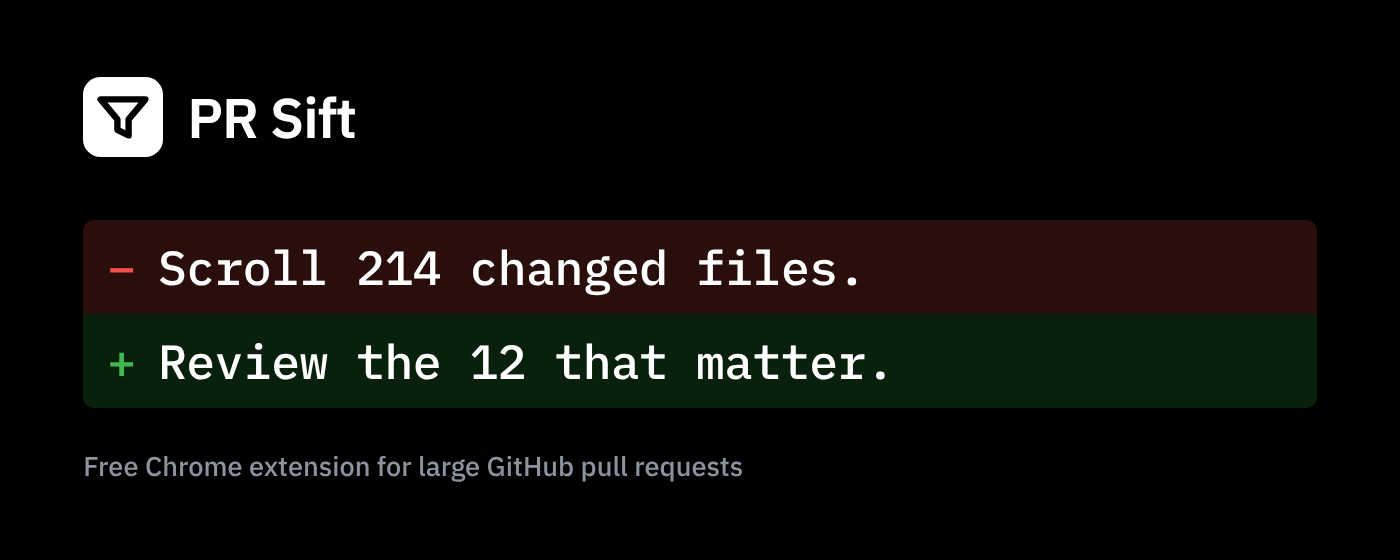 PR Sift
− Scroll 214 changed files.
+ Review the 12 that matter.
Free Chrome extension for large GitHub pull requests